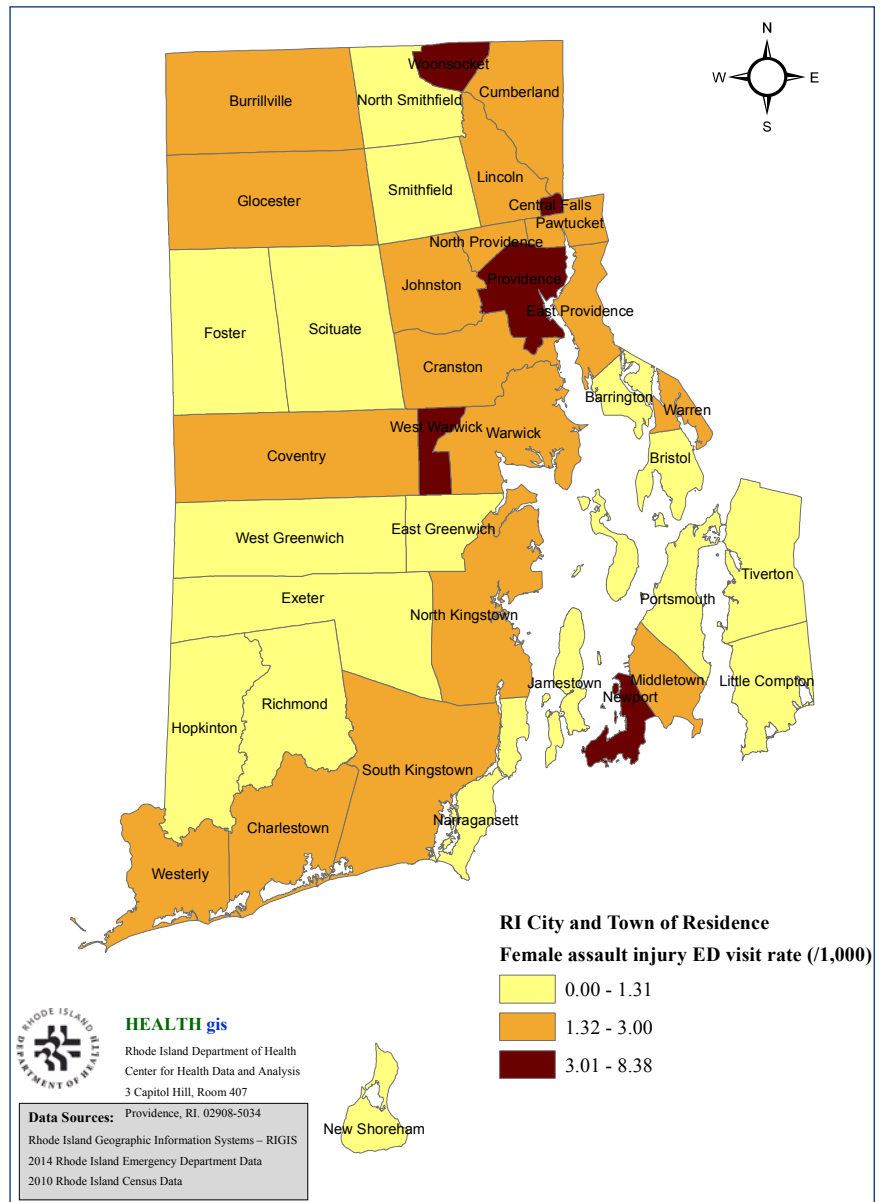 N
W E
S
Woonsocket
Burrillville
North Smithfield
Cumberland
Lincoln
Smithfield
Glocester
Central Falls
Pawtucket
North Providence
Providence
Johnston
East Providence
Foster
Scituate
Cranston
Barrington
Warren
West Warwick
Warwick
Coventry
Bristol
East Greenwich
West Greenwich
Tiverton
Exeter
Portsmouth
North Kingstown
Jamestown
Middletown
Little Compton
Newport
Richmond
Hopkinton
South Kingstown
Narragansett
Charlestown
Westerly
RI City and Town of Residence
Female assault injury ED visit rate (/1,000)
0.00 - 1.31
1.32 - 3.00
3.01 - 8.38
RHODE ISLAND
DEPARTMENT OF HEALTH
HEALTH gis
Rhode Island Department of Health
Center for Health Data and Analysis
3 Capitol Hill, Room 407
Providence, RI. 02908-5034
Data Sources:
Rhode Island Geographic Information Systems – RIGIS
2014 Rhode Island Emergency Department Data
2010 Rhode Island Census Data
New Shoreham